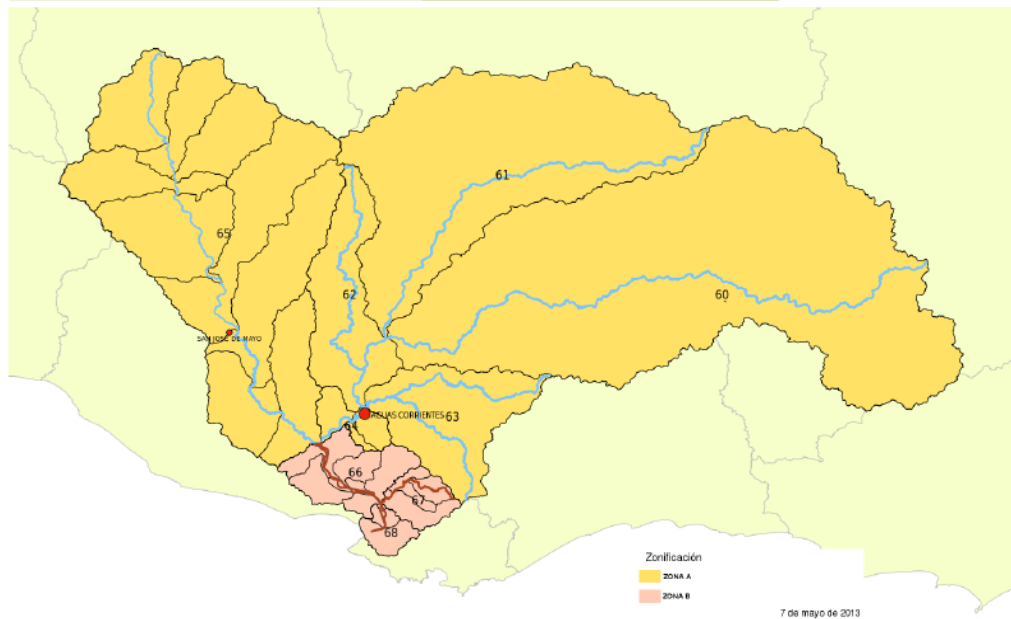 61
65
62
60
SAN JOSE DE MAYO
AGUAS CORRIENTES
63
64
66
67
68
Zonificación
ZONA A
ZONA B
7 de mayo de 2013